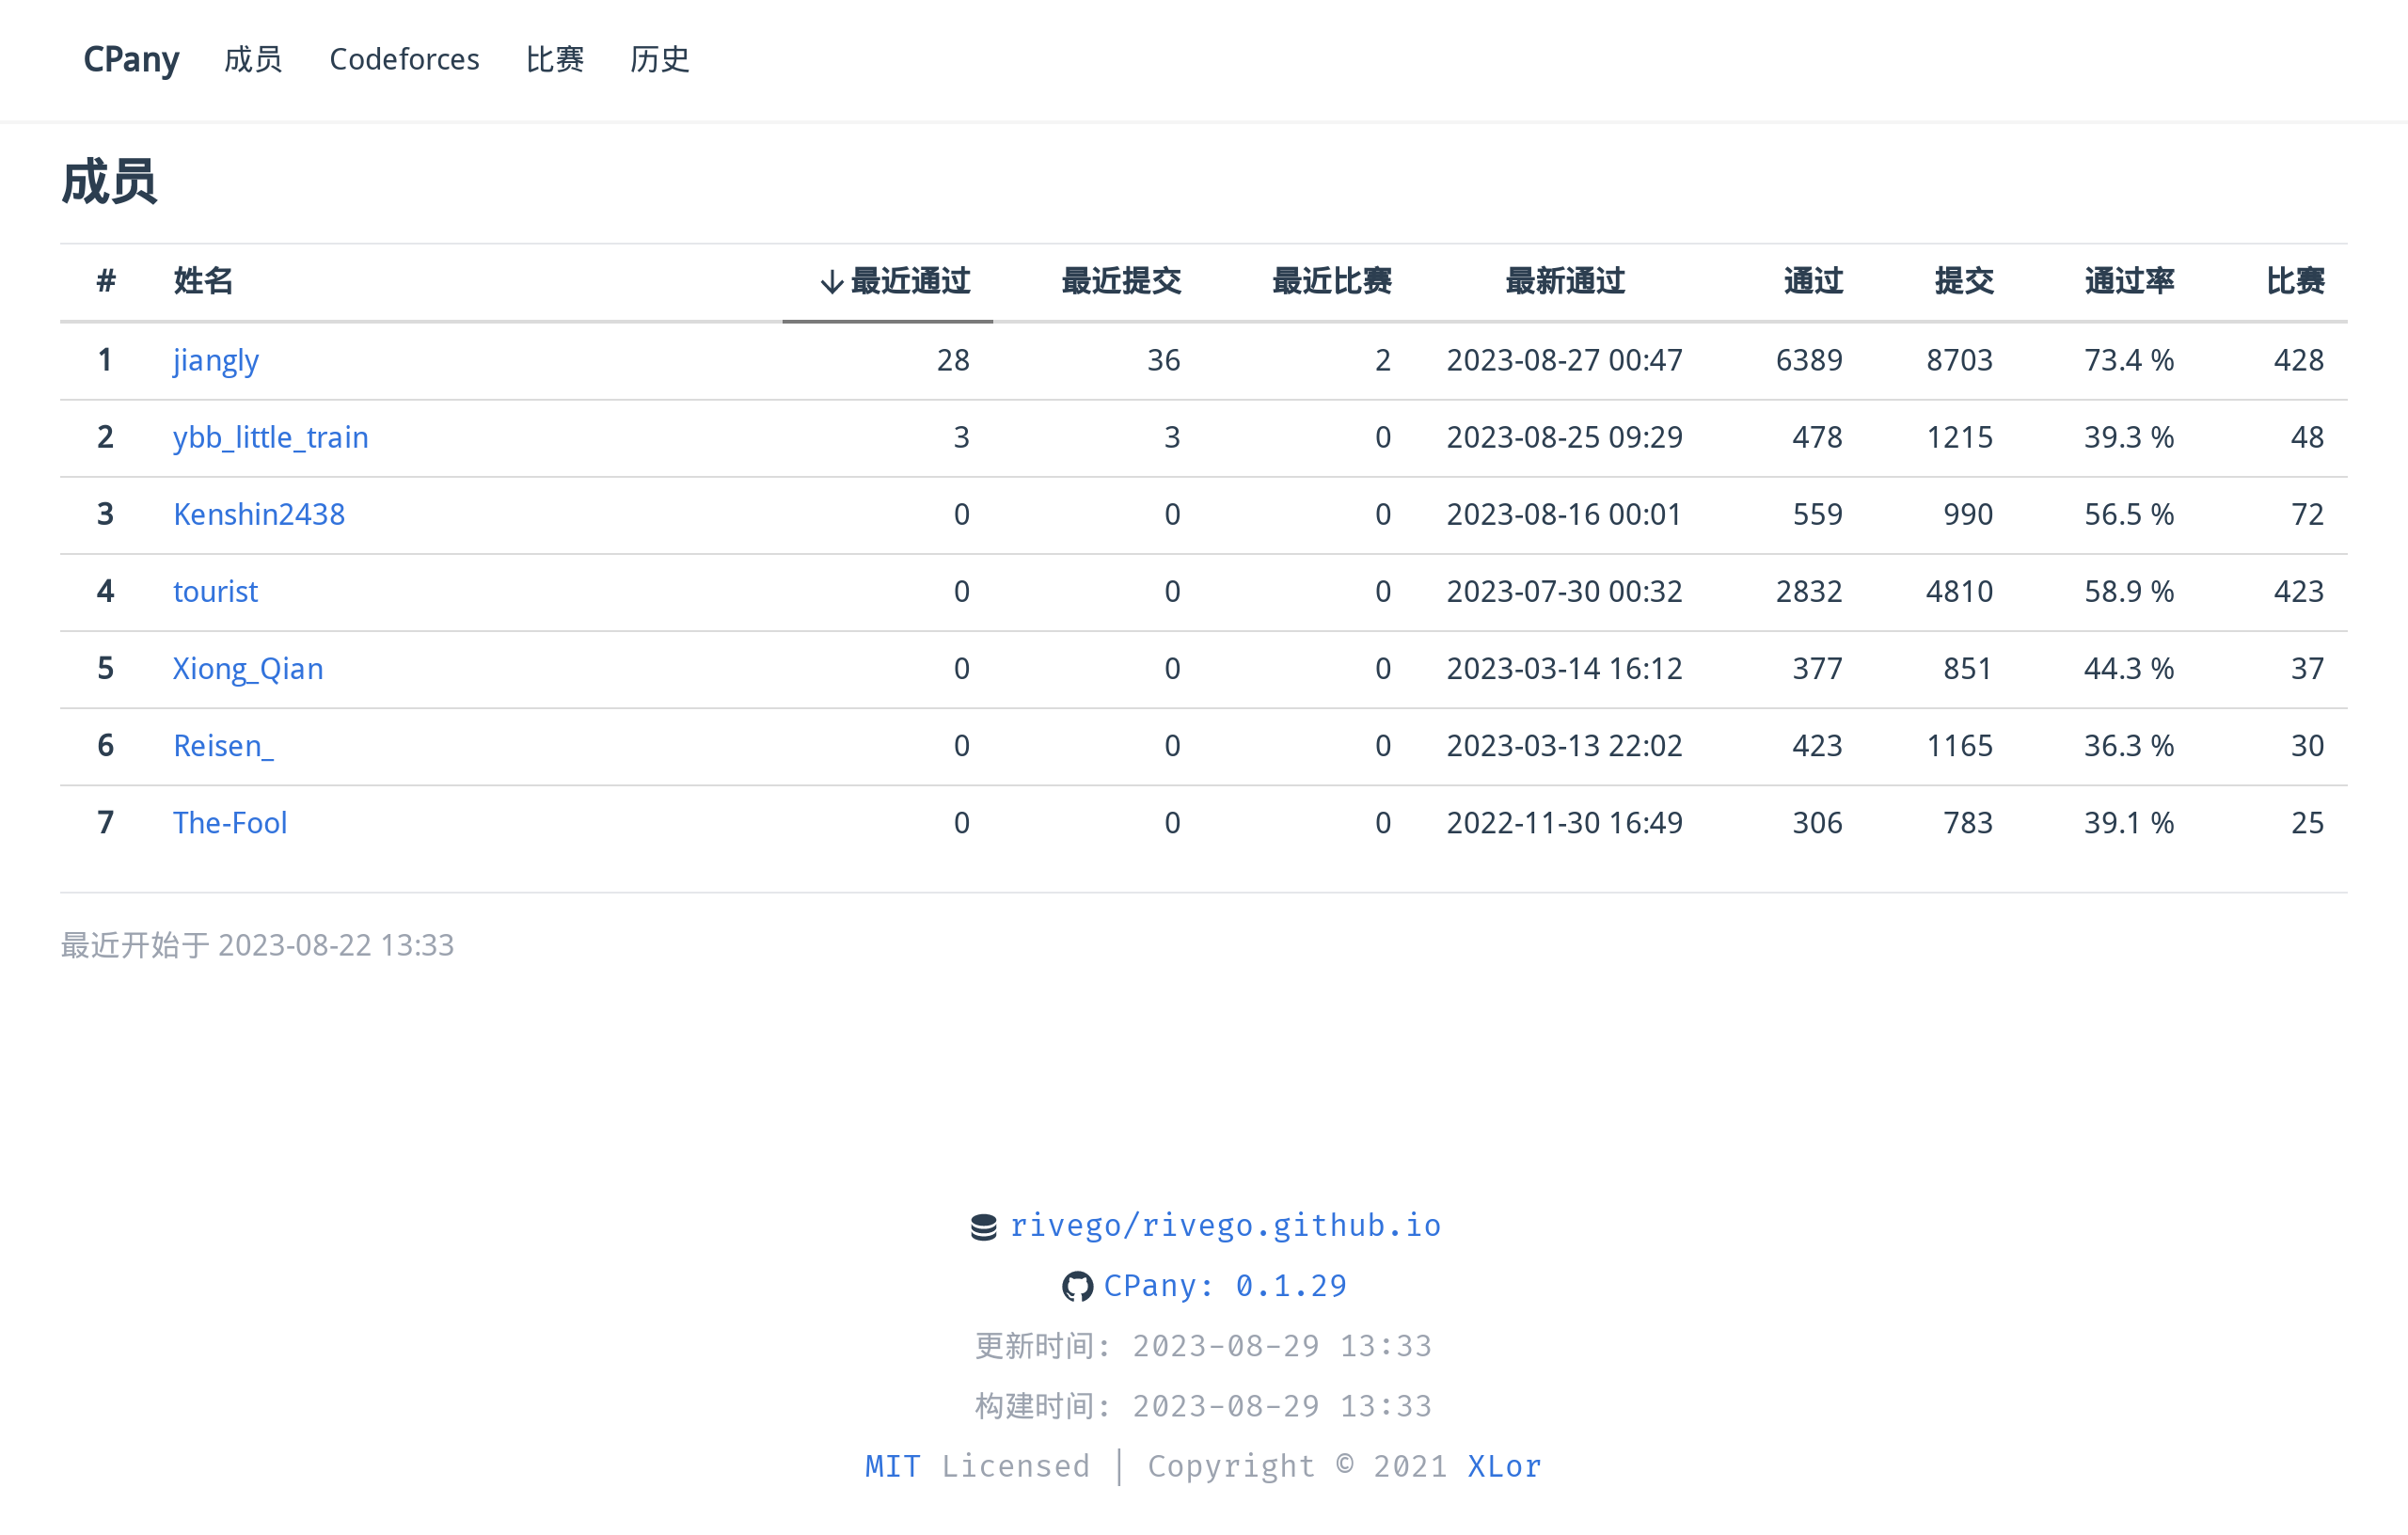 CPany 成员 Codeforces 比赛 历史
成员
# 姓名 ↓ 最近通过 最近提交 最近比赛 最新通过 通过 提交 通过率 比赛
1 jiangly 28 36 2 2023-08-27 00:47 6389 8703 73.4 % 428
2 ybb_little_train 3 3 0 2023-08-25 09:29 478 1215 39.3 % 48
3 Kenshin2438 0 0 0 2023-08-16 00:01 559 990 56.5 % 72
4 tourist 0 0 0 2023-07-30 00:32 2832 4810 58.9 % 423
5 Xiong_Qian 0 0 0 2023-03-14 16:12 377 851 44.3 % 37
6 Reisen_ 0 0 0 2023-03-13 22:02 423 1165 36.3 % 30
7 The-Fool 0 0 0 2022-11-30 16:49 306 783 39.1 % 25
最近开始于 2023-08-22 13:33
rivego/rivego.github.io
CPany: 0.1.29
更新时间: 2023-08-29 13:33
构建时间: 2023-08-29 13:33
MIT Licensed | Copyright © 2021 XLor